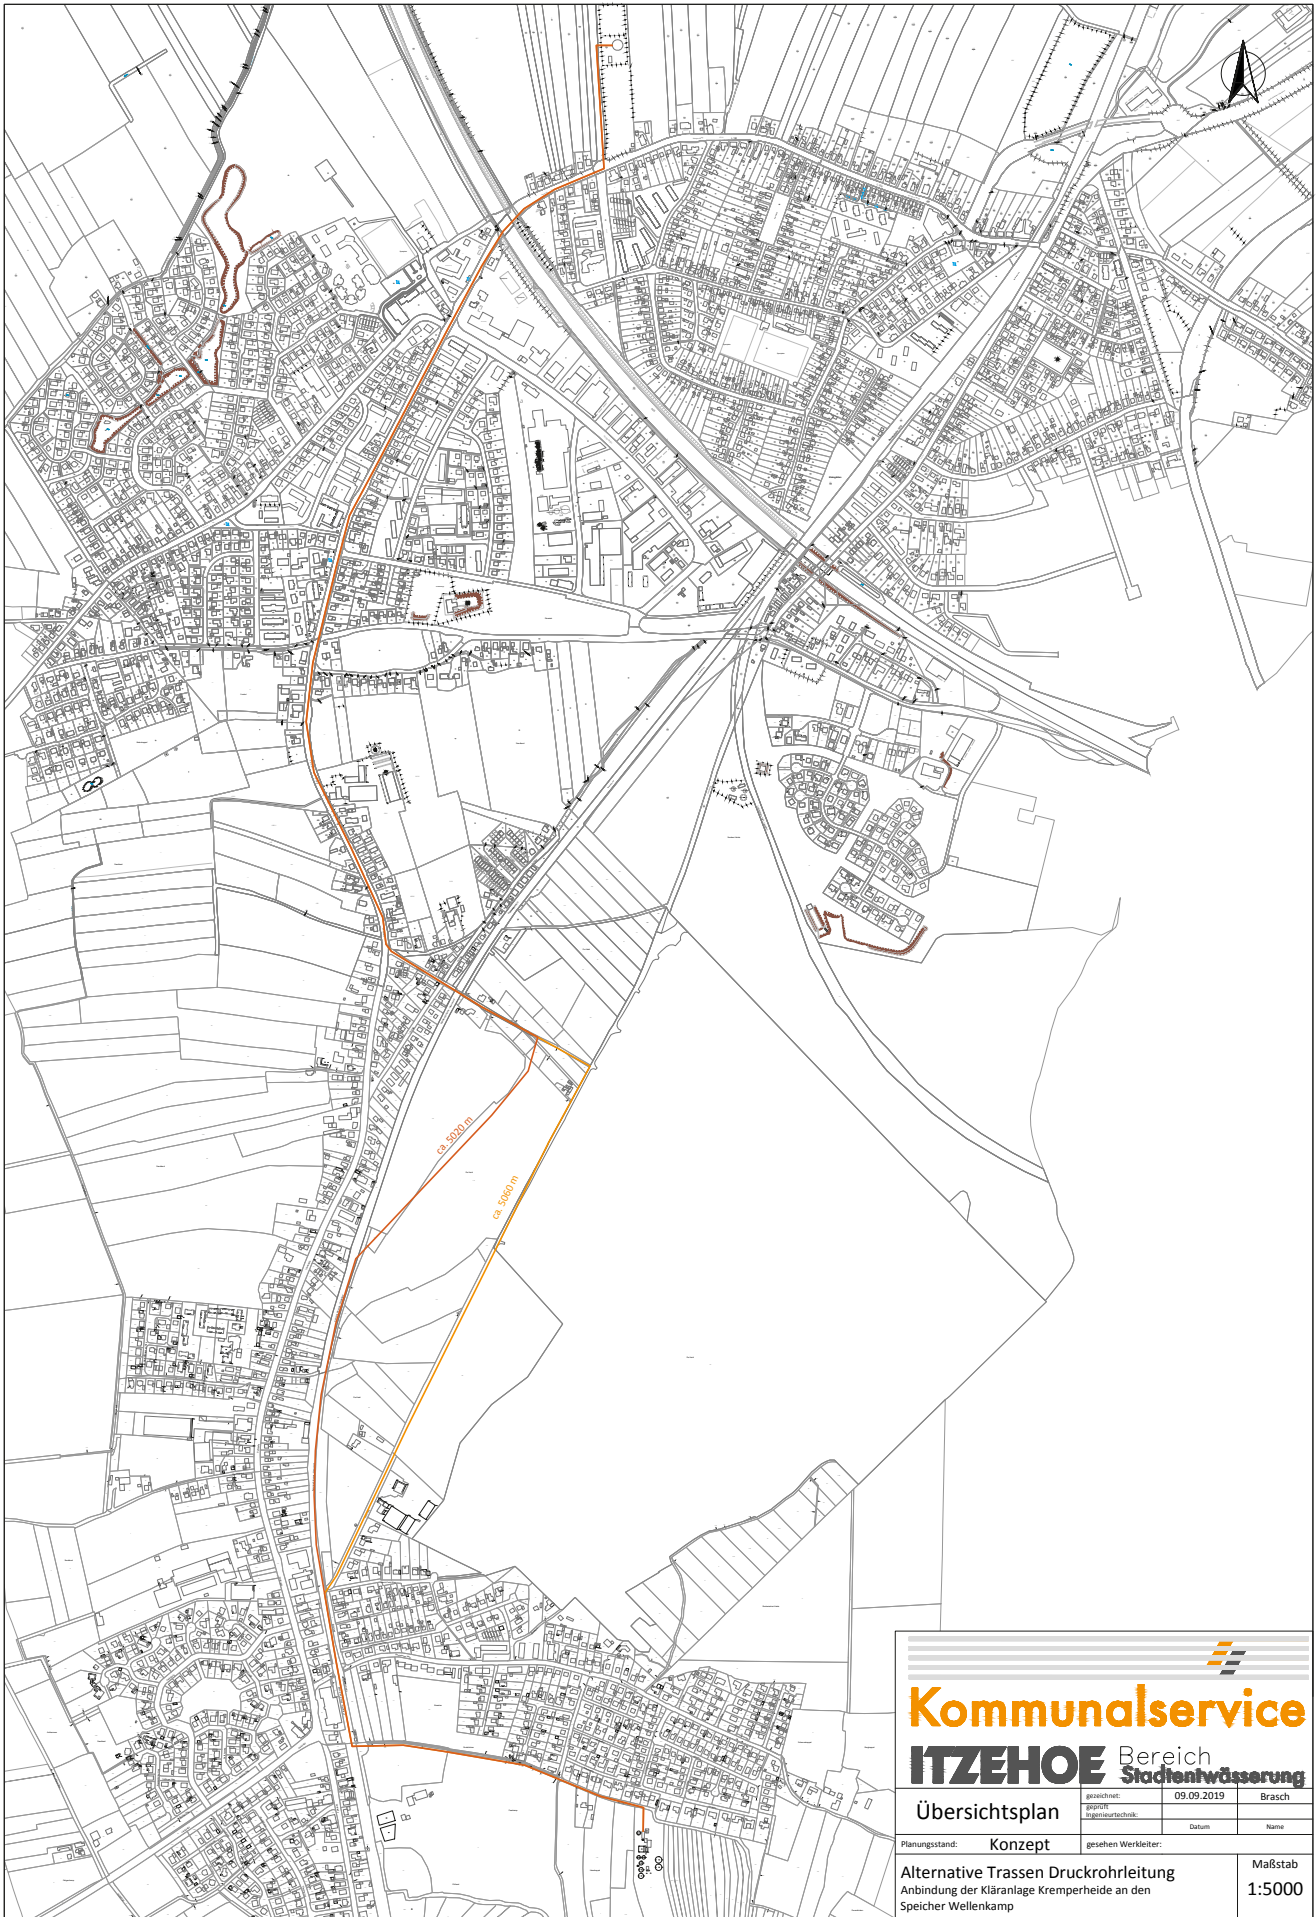 ca. 5020 m
ca. 5060 m
Kommunalservice
ITZEHOE Bereich
Stadtentwässerung
Übersichtsplan
gezeichnet: 09.09.2019 Brasch
geprüft
Ingenieurtechnik:
Datum Name
Planungsstand: Konzept gesehen Werkleiter:
Alternative Trassen Druckrohrleitung
Anbindung der Kläranlage Kremperheide an den
Speicher Wellenkamp
Maßstab
1:5000